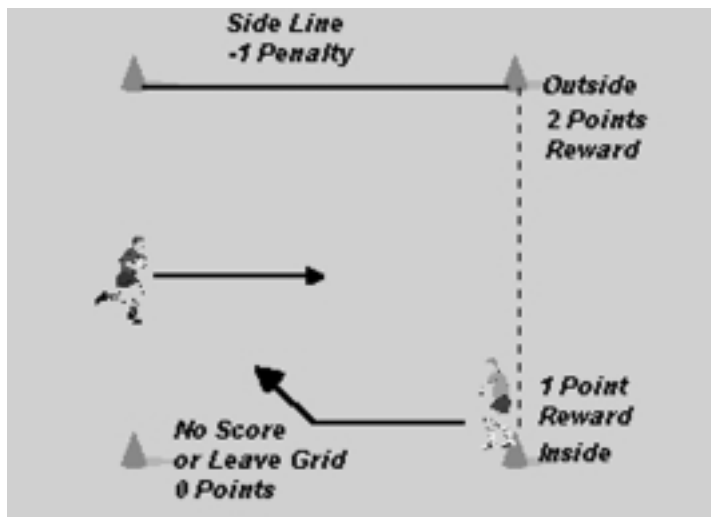 Side Line
-1 Penalty
Outside
2 Points
Reward
1 Point
Reward
Inside
No Score
or Leave Grid
0 Points